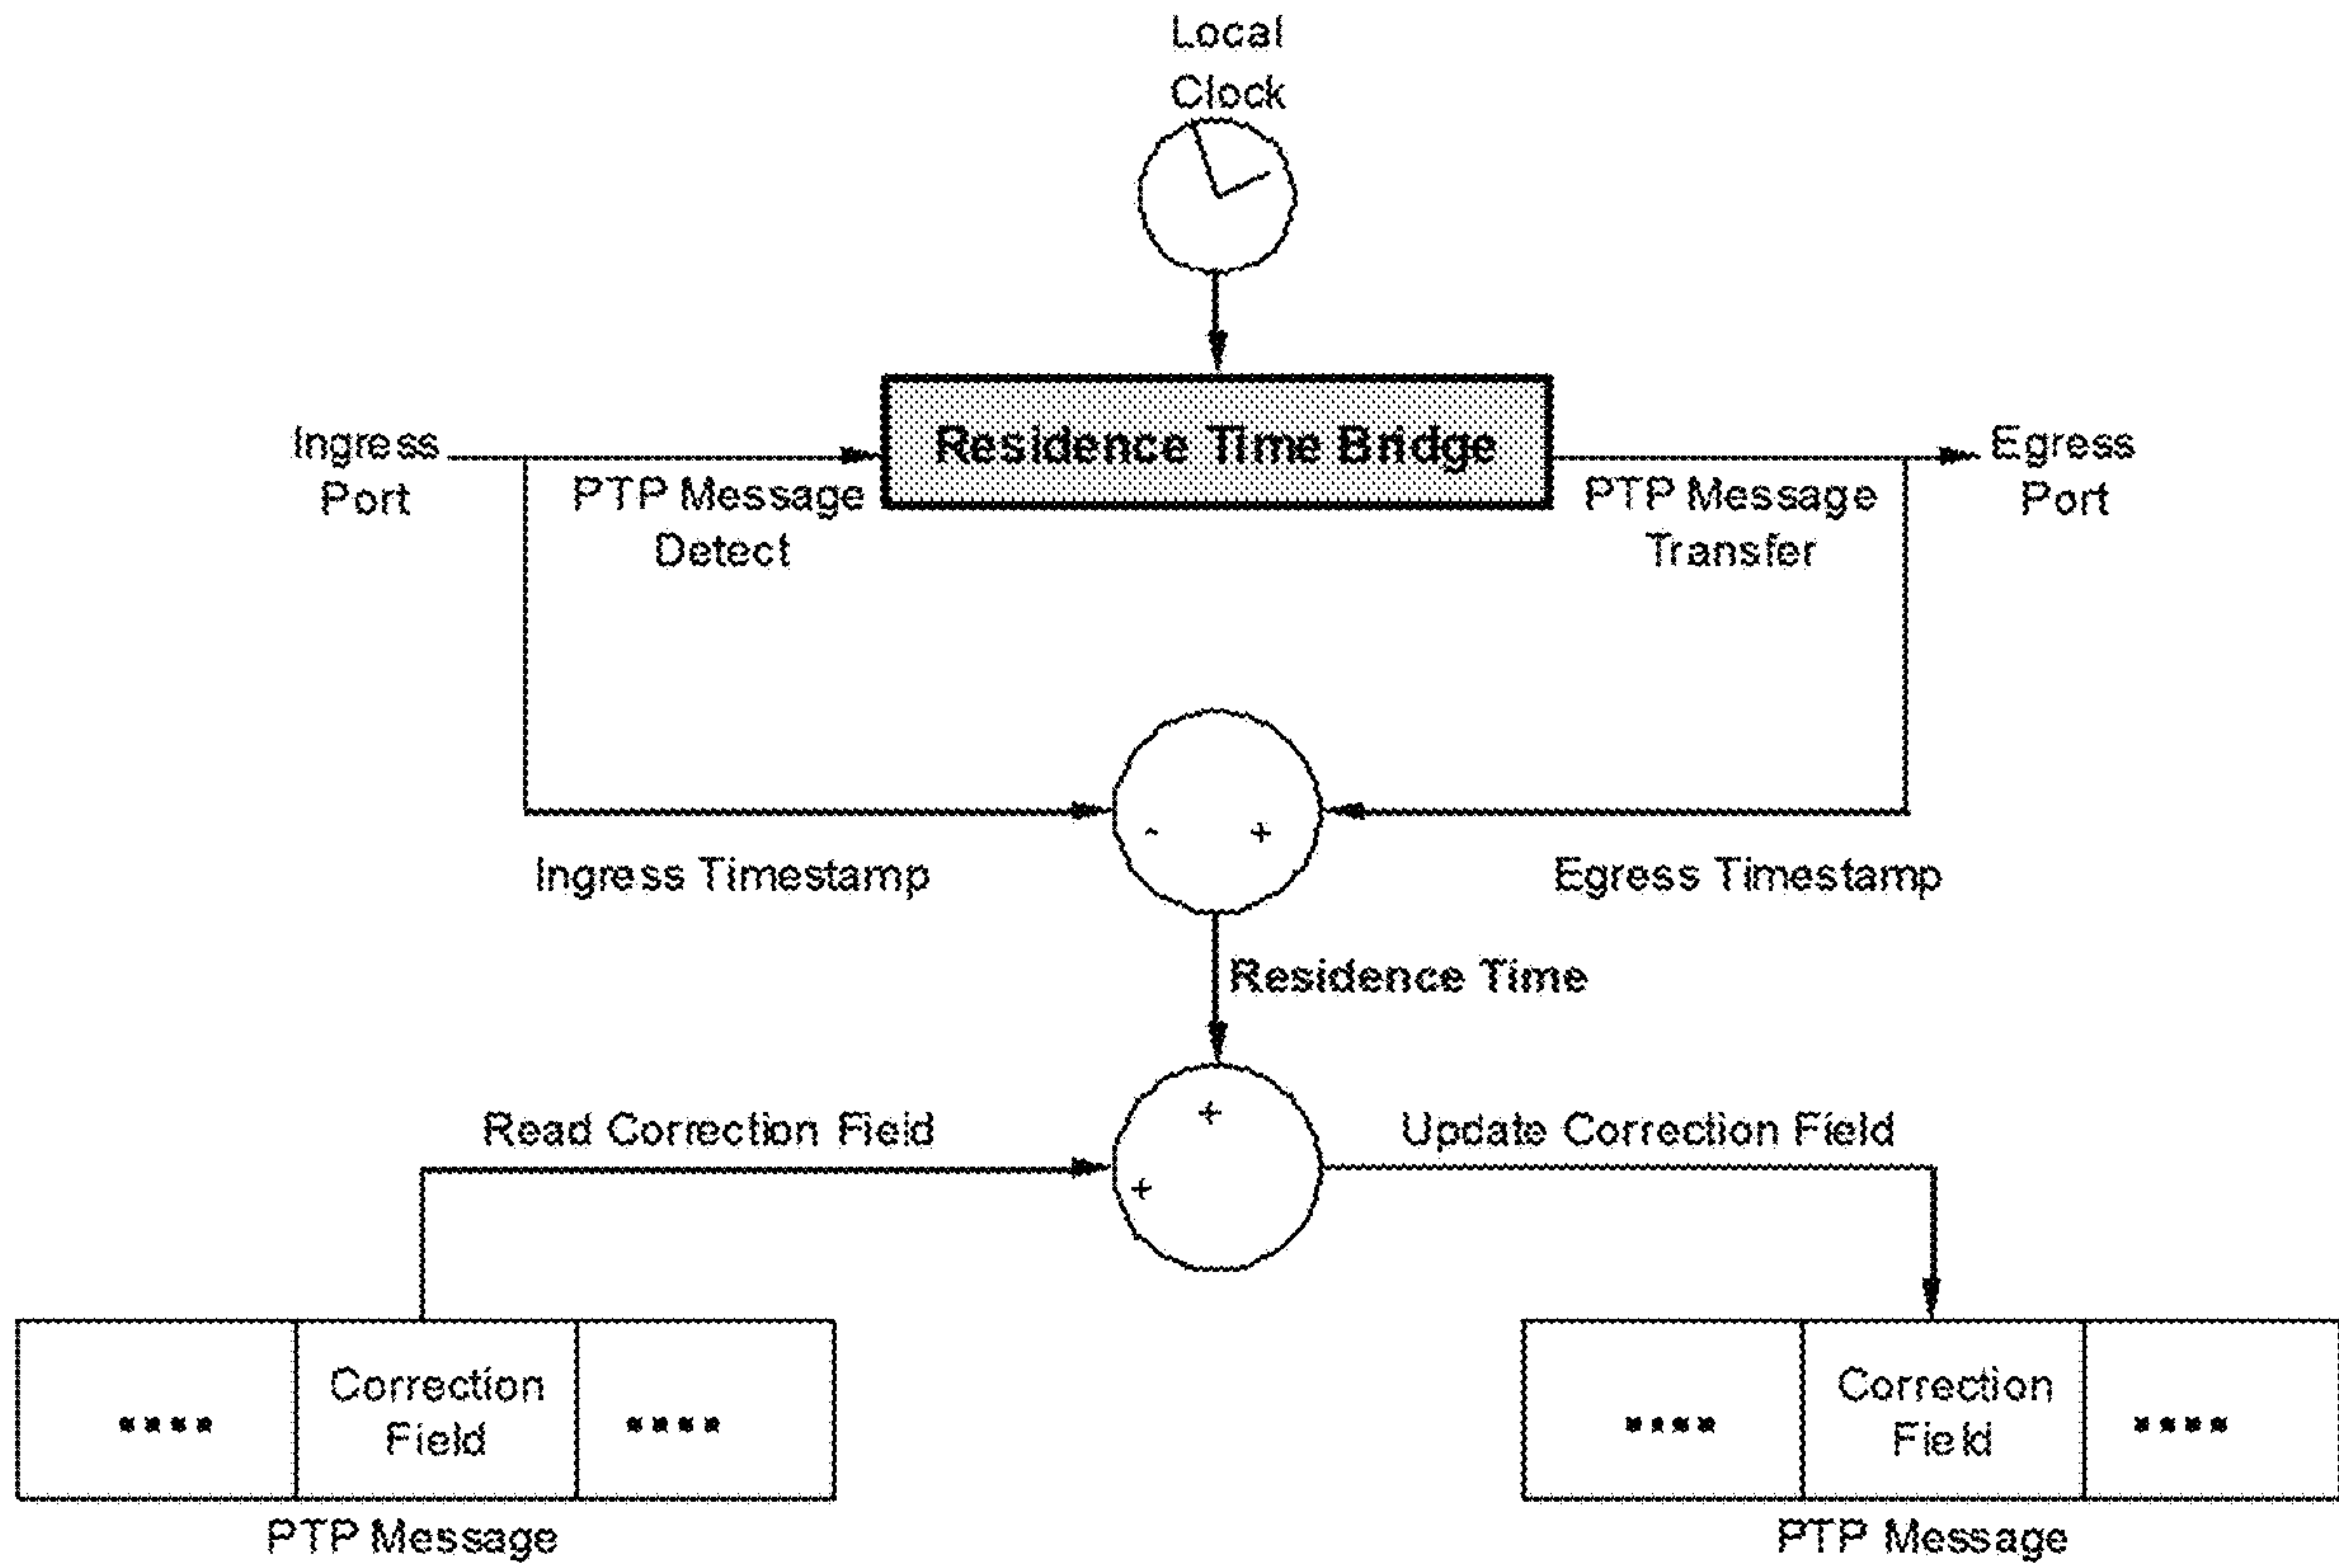 Local
Clock
Residence Time Bridge
Ingress
Port
PTP Message
Detect
PTP Message
Transfer
Egress
Port
-
+
Ingress Timestamp
Egress Timestamp
Residence Time
+
+
Read Correction Field
Update Correction Field
....
Correction
Field
....
PTP Message
....
Correction
Field
....
PTP Message